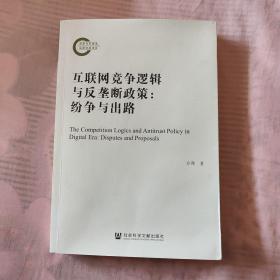 互联网竞争逻辑
与反垄断政策：
纷争与出路
The Competition Logics and Antitrust Policy in
Digital Era: Disputes and Proposals
著
社会科学文献出版社